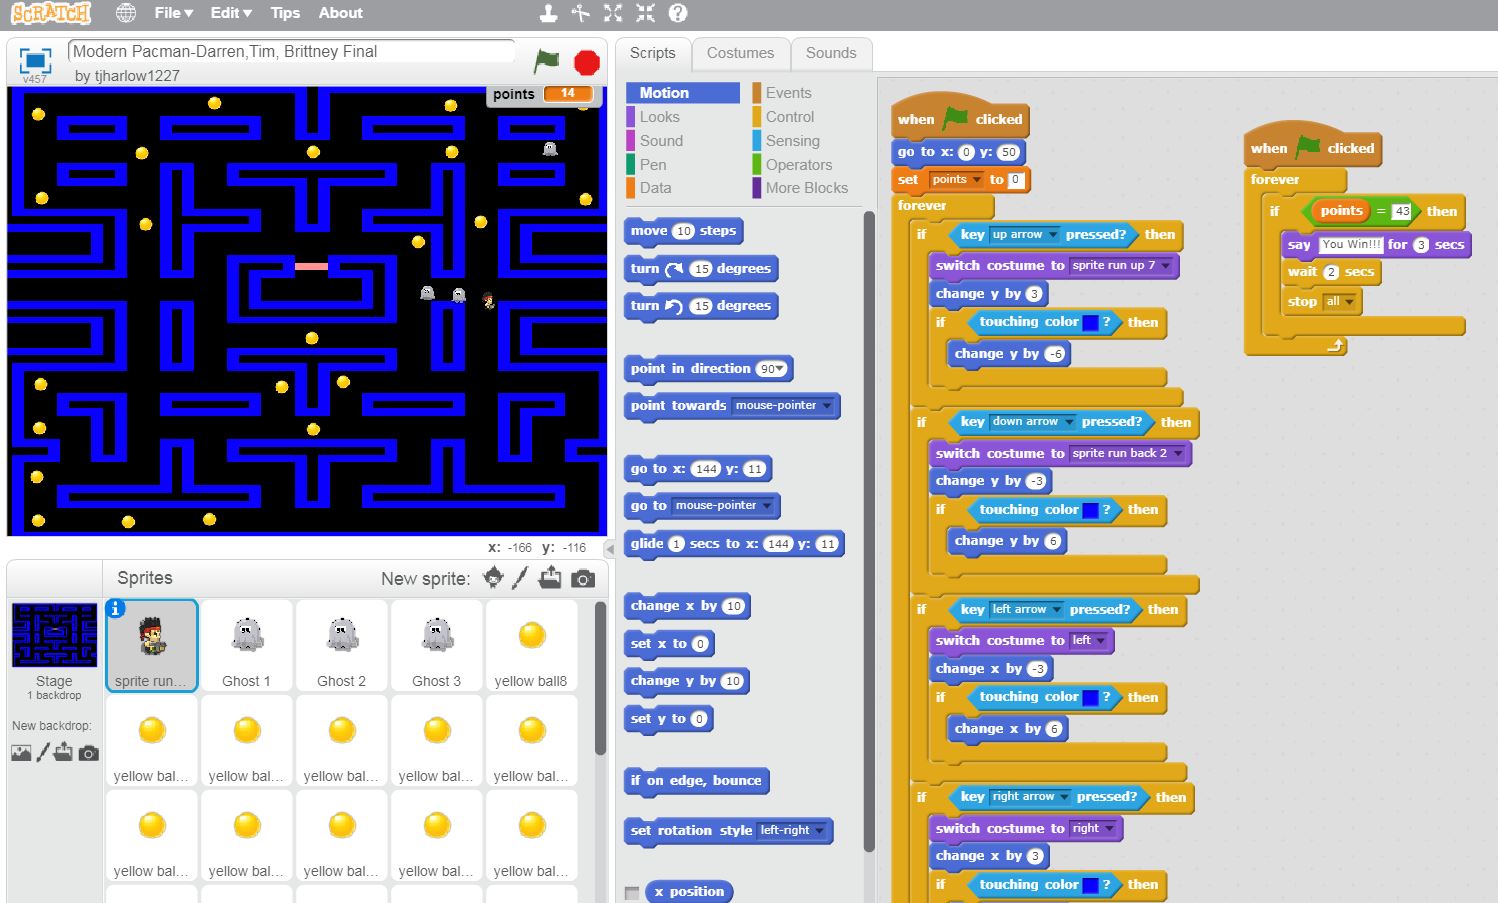 SCRATCH
File Edit Tips About
v457
Modern Pacman-Darren,Tim, Brittney Final
by tjharlow1227
points 14
x: -166 y: -116
Sprites
New sprite:
Stage
1 backdrop
New backdrop:
sprite run...
Ghost 1
Ghost 2
Ghost 3
yellow ball8
yellow bal...
yellow bal...
yellow bal...
yellow bal...
yellow bal...
yellow bal...
yellow bal...
yellow bal...
yellow bal...
yellow bal...
Scripts Costumes Sounds
Motion
Looks
Sound
Pen
Data
Events
Control
Sensing
Operators
More Blocks
move 10 steps
turn 15 degrees
turn 15 degrees
point in direction 90
point towards mouse-pointer
go to x: 144 y: 11
go to mouse-pointer
glide 1 secs to x: 144 y: 11
change x by 10
set x to 0
change y by 10
set y to 0
if on edge, bounce
set rotation style left-right
x position
when clicked
go to x: 0 y: 50
set points to 0
forever
if key up arrow pressed? then
switch costume to sprite run up 7
change y by 3
if touching color ? then
change y by -6
if key down arrow pressed? then
switch costume to sprite run back 2
change y by -3
if touching color ? then
change y by 6
if key left arrow pressed? then
switch costume to left
change x by -3
if touching color ? then
change x by 6
if key right arrow pressed? then
switch costume to right
change x by 3
if touching color ? then
when clicked
forever
if points = 43 then
say You Win!!! for 3 secs
wait 2 secs
stop all